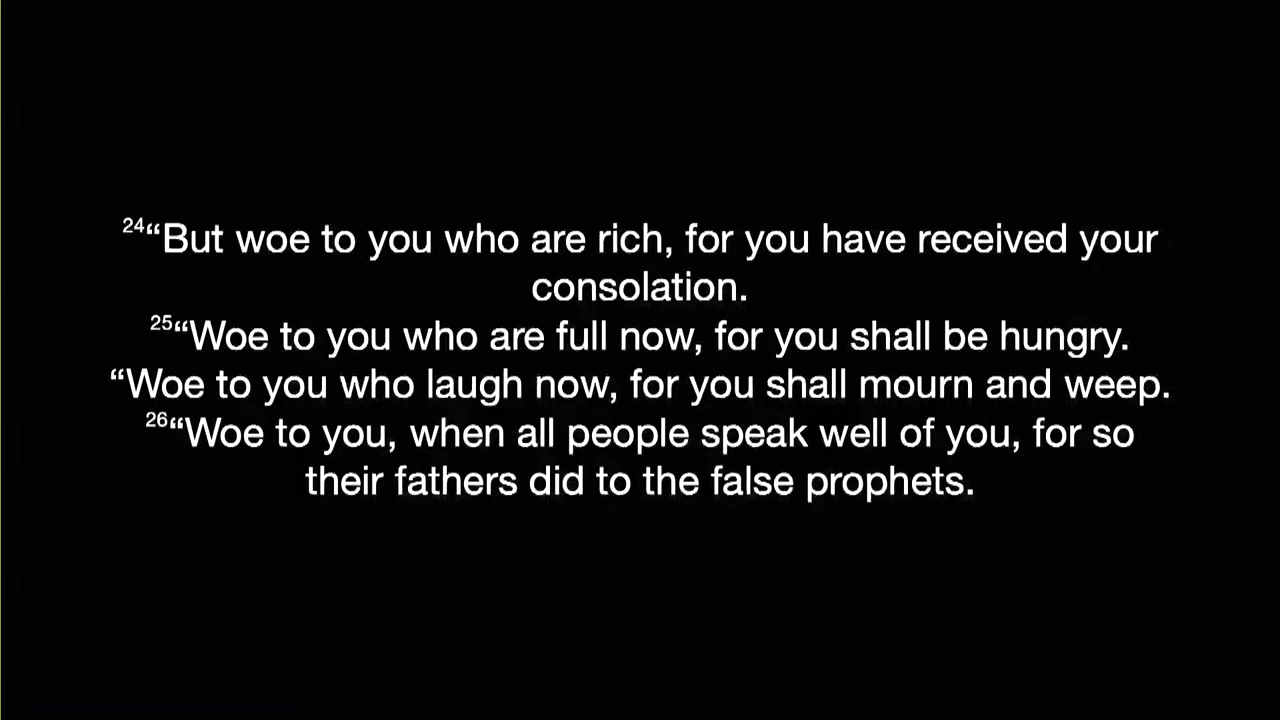 24“But woe to you who are rich, for you have received your
consolation.
25“Woe to you who are full now, for you shall be hungry.
“Woe to you who laugh now, for you shall mourn and weep.
26“Woe to you, when all people speak well of you, for so
their fathers did to the false prophets.